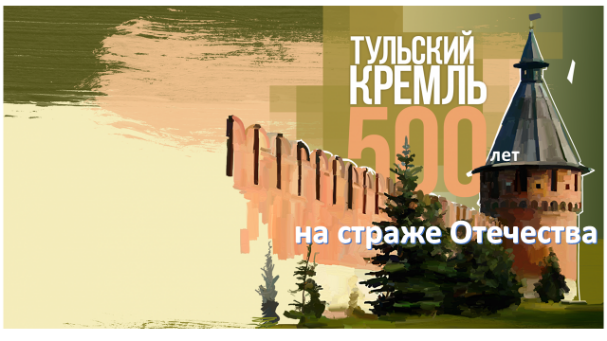 ТУЛЬСКИЙ
КРЕМЛЬ
500
лет
на страже Отечества